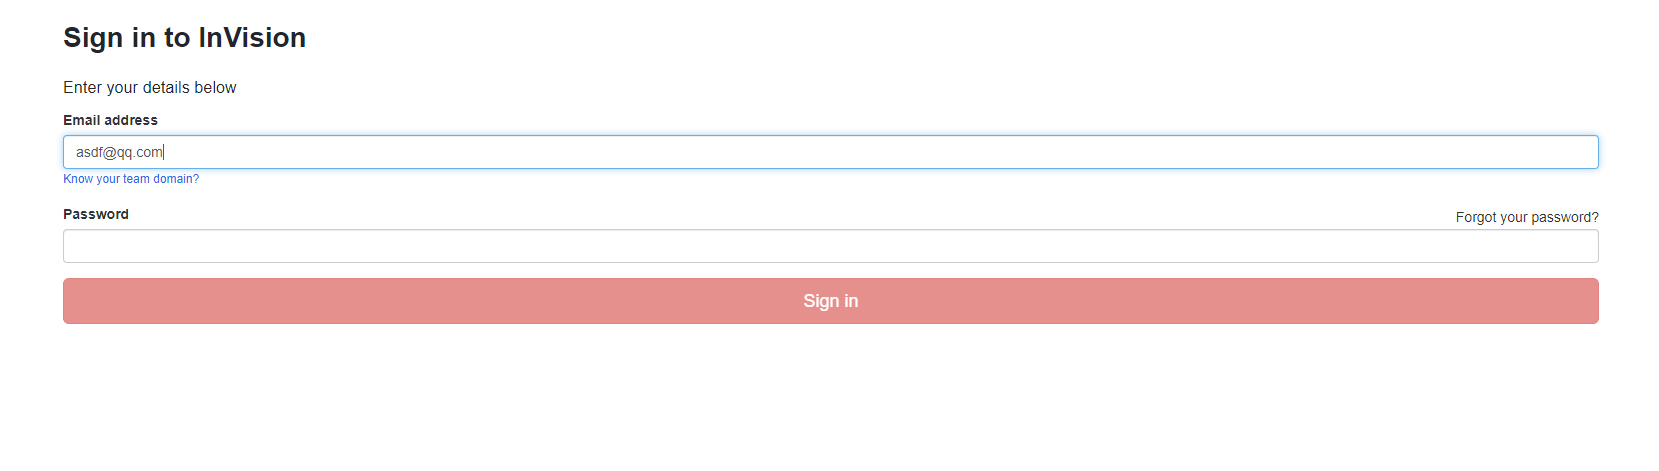 Sign in to InVision
Enter your details below
Email address
asdf@qq.com
Know your team domain?
Password
Forgot your password?
Sign in